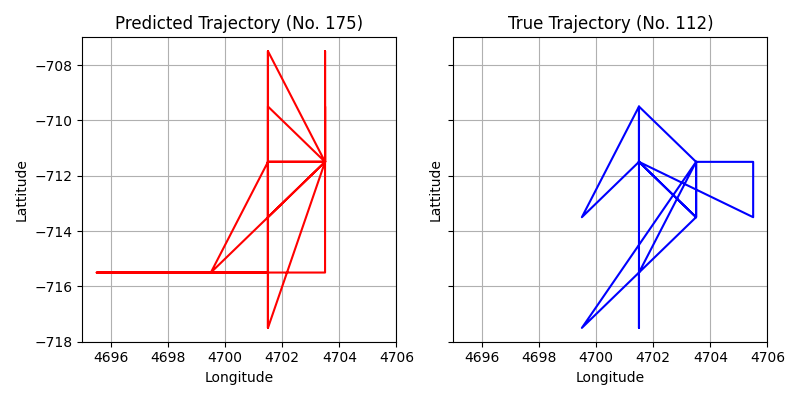 Predicted Trajectory (No. 175)
True Trajectory (No. 112)
−708
−710
−712
−714
−716
−718
Lattitude
Lattitude
4696 4698 4700 4702 4704 4706
4696 4698 4700 4702 4704 4706
Longitude
Longitude